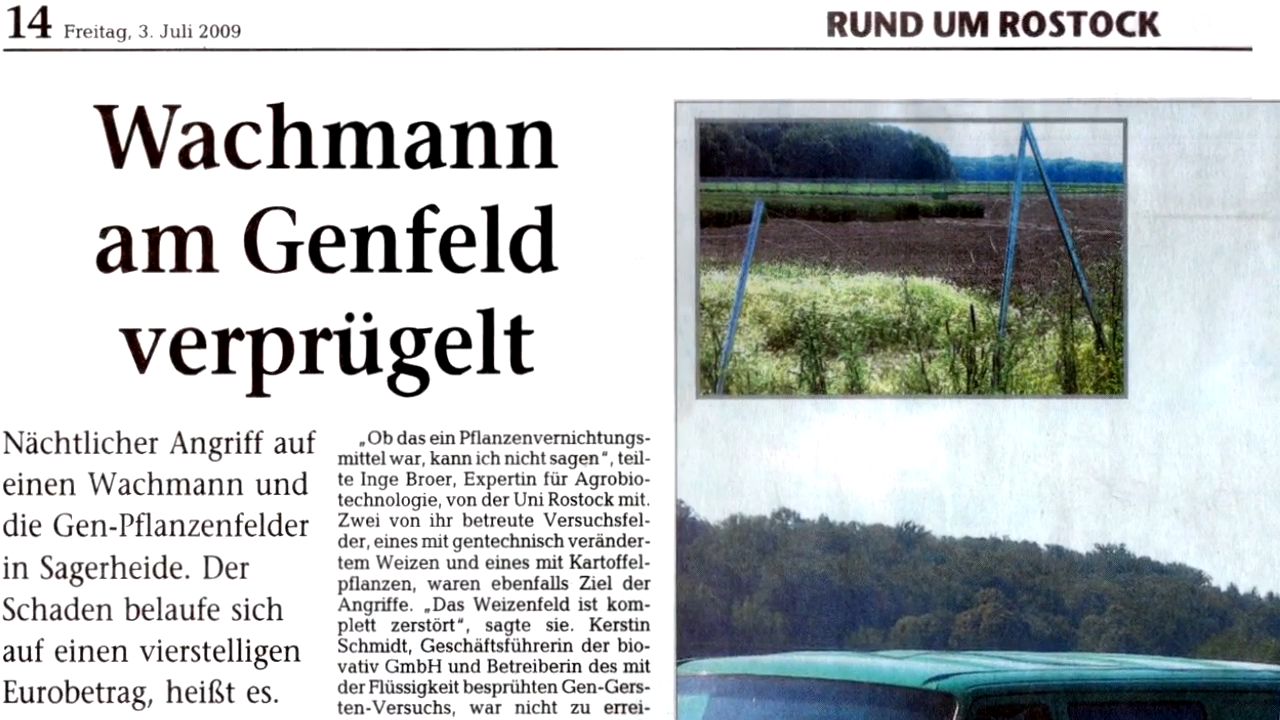 14 Freitag, 3. Juli 2009
RUND UM ROSTOCK
Wachmann
am Genfeld
verprügelt
Nächtlicher Angriff auf
einen Wachmann und
die Gen-Pflanzenfelder
in Sagerheide. Der
Schaden belaufe sich
auf einen vierstelligen
Eurobetrag, heißt es.
„Ob das ein Pflanzenvernichtungs-
mittel war, kann ich nicht sagen“, teil-
te Inge Broer, Expertin für Agrobio-
technologie, von der Uni Rostock mit.
Zwei von ihr betreute Versuchsfel-
der, eines mit gentechnisch veränder-
tem Weizen und eines mit Kartoffel-
pflanzen, waren ebenfalls Ziel der
Angriffe. „Das Weizenfeld ist kom-
plett zerstört“, sagte sie. Kerstin
Schmidt, Geschäftsführerin der bio-
vativ GmbH und Betreiberin des mit
der Flüssigkeit besprühten Gen-Gers-
ten-Versuchs, war nicht zu errei-